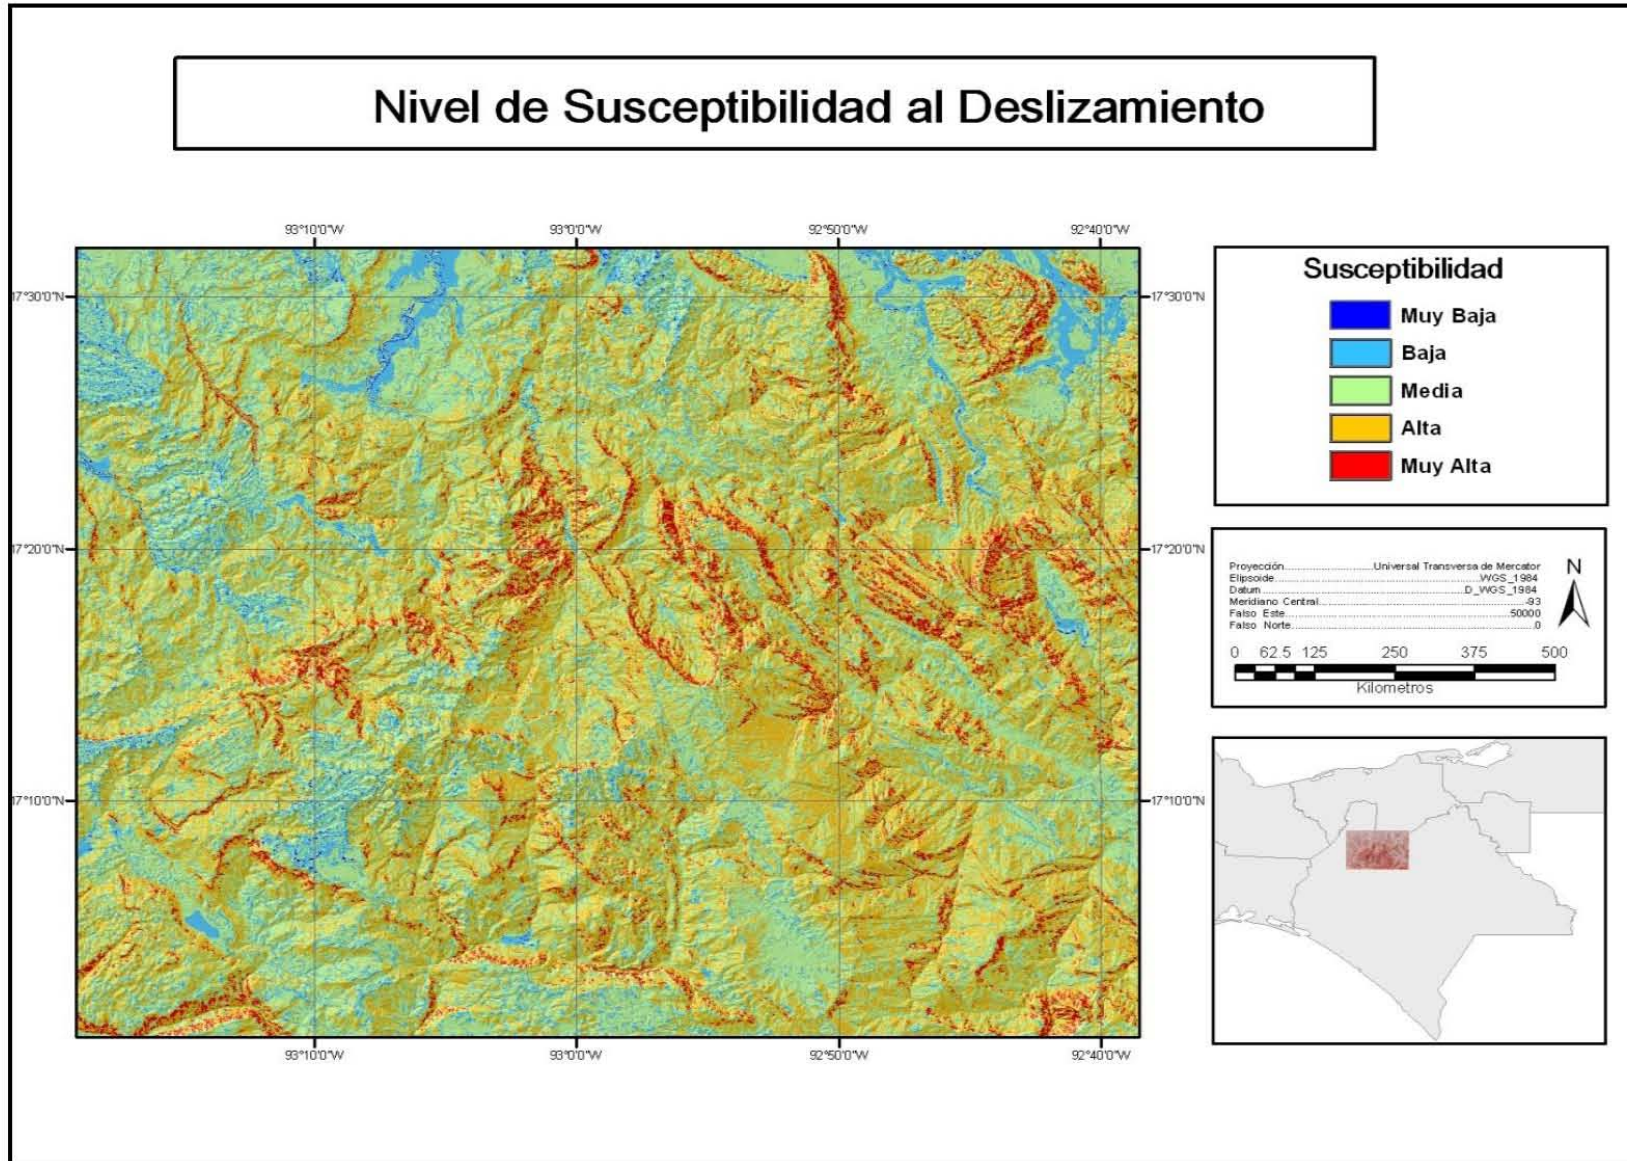 Nivel de Susceptibilidad al Deslizamiento
93°10'0"W 93°0'0"W 92°50'0"W 92°40'0"W
17°30'0"N 17°30'0"N
17°20'0"N 17°20'0"N
17°10'0"N 17°10'0"N
93°10'0"W 93°0'0"W 92°50'0"W 92°40'0"W
Susceptibilidad
Muy Baja
Baja
Media
Alta
Muy Alta
Proyección.....................Universal Transversa de Mercator
Elipsoide.....................WGS_1984
Datum.....................D_WGS_1984
Meridiano Central.....................-93
Falso Este.....................50000
Falso Norte.....................0
N
0 62.5 125 250 375 500
Kilometros